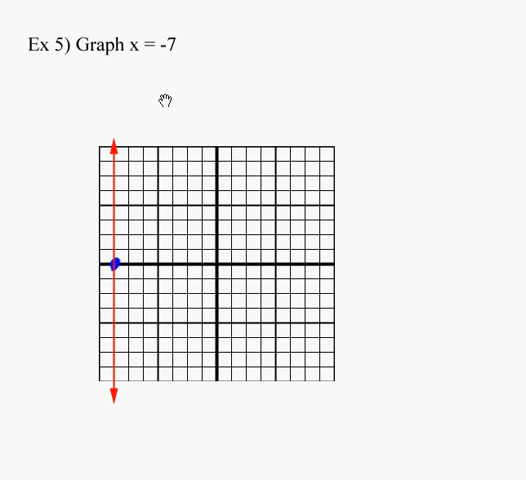 Ex 5) Graph x = -7